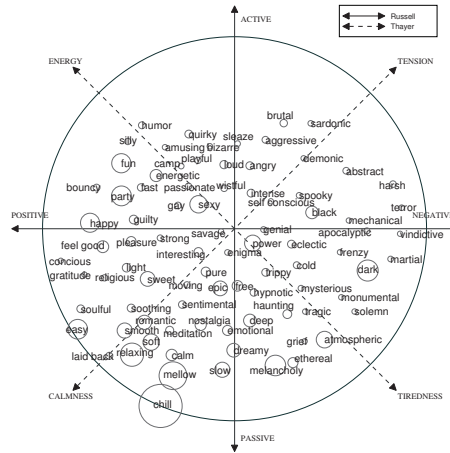 ACTIVE
Russell
Thayer
ENERGY
TENSION
humor
brutal
sardonic
silly
quirky
sleaze
amusing
bizarre
aggressive
fun
camp
playful
loud
angry
demonic
abstract
energetic
bouncy
fast
passionate
wistful
harsh
party
intense
spooky
gay
sexy
self conscious
black
terror
POSITIVE
NEGATIVE
happy
guilty
mechanical
savage
genial
apocalyptic
vindictive
feel good
pleasure
strong
power
eclectic
interesting
enigma
frenzy
concious
martial
light
cold
dark
gratitude
religious
sweet
pure
trippy
moving
epic
free
hypnotic
mysterious
monumental
soulful
soothing
sentimental
haunting
tragic
solemn
romantic
nostalgia
deep
easy
smooth
meditation
emotional
soft
grief
atmospheric
laid back
relaxing
calm
dreamy
ethereal
mellow
slow
melancholy
CALMNESS
TIREDNESS
chill
PASSIVE